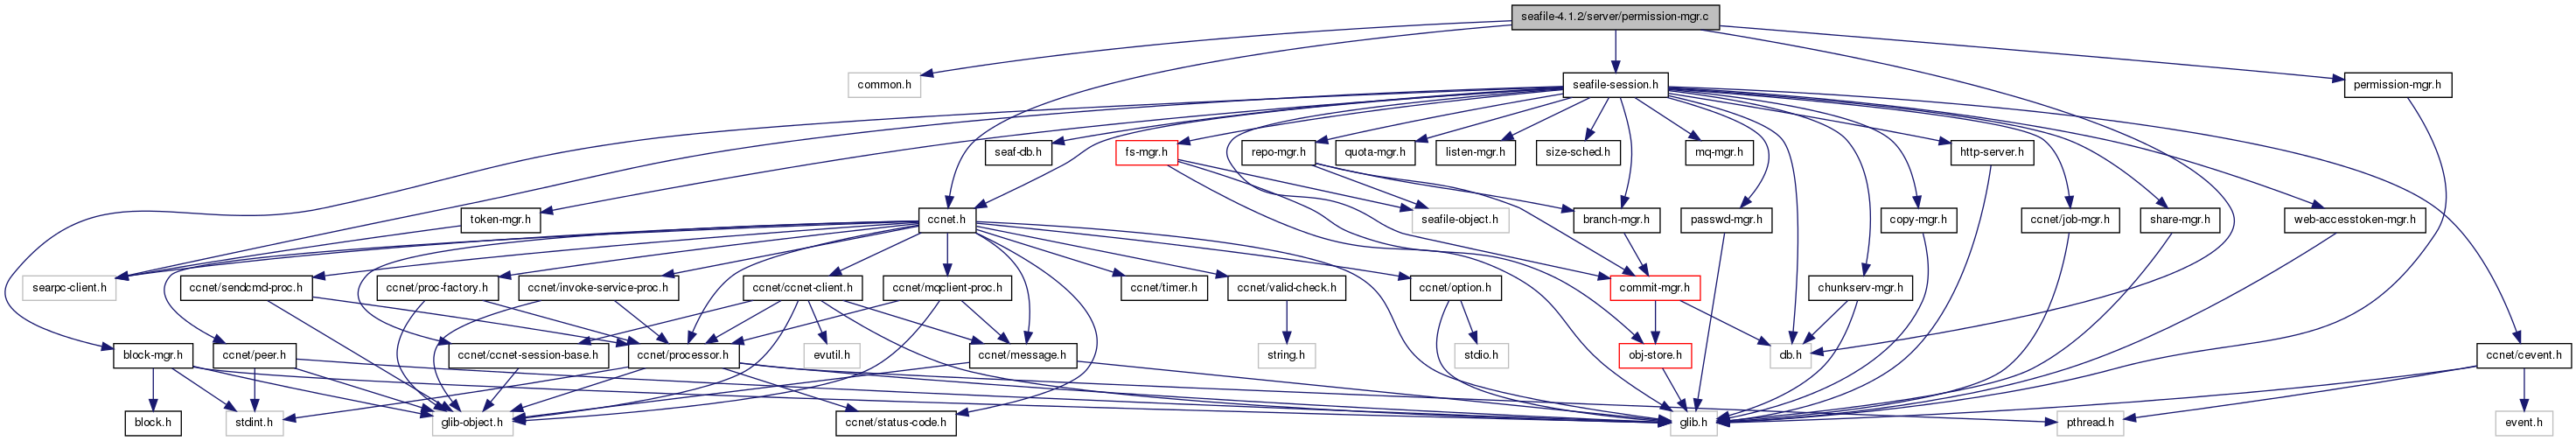 seafile-4.1.2/server/permission-mgr.c
common.h
seafile-session.h
permission-mgr.h
seaf-db.h
fs-mgr.h
repo-mgr.h
quota-mgr.h
listen-mgr.h
size-sched.h
mq-mgr.h
http-server.h
token-mgr.h
ccnet.h
seafile-object.h
branch-mgr.h
passwd-mgr.h
copy-mgr.h
ccnet/job-mgr.h
share-mgr.h
web-accesstoken-mgr.h
searpc-client.h
ccnet/sendcmd-proc.h
ccnet/proc-factory.h
ccnet/invoke-service-proc.h
ccnet/ccnet-client.h
ccnet/mqclient-proc.h
ccnet/timer.h
ccnet/valid-check.h
ccnet/option.h
commit-mgr.h
chunkserv-mgr.h
block-mgr.h
ccnet/peer.h
ccnet/ccnet-session-base.h
ccnet/processor.h
evutil.h
ccnet/message.h
string.h
stdio.h
obj-store.h
db.h
ccnet/cevent.h
block.h
stdint.h
glib-object.h
ccnet/status-code.h
glib.h
pthread.h
event.h